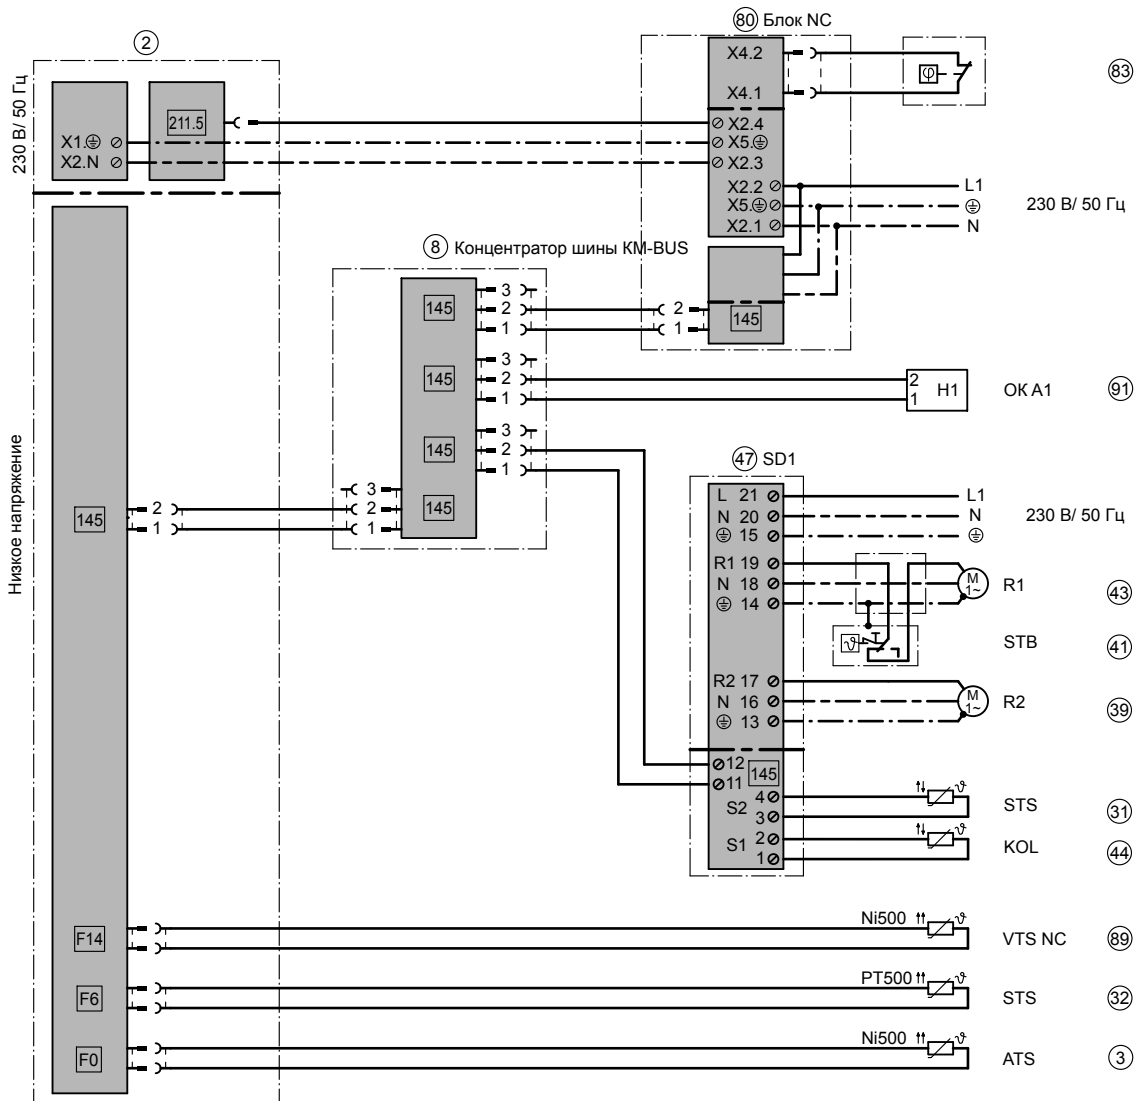 80 Блок NC
2
X4.2
83
φ
X4.1
230 В/ 50 Гц
211.5
X2.4
X1.
X5.
X2.N
X2.3
X2.2 L1
X5. 230 В/ 50 Гц
X2.1 N
8 Концентратор шины KM-BUS
3
145 2 2 145
1 1
3
145 2 2 H1 OK A1 91
1 1
3
145 2
1
47 SD1
3
Низкое напряжение
145 2 2 145
1 1
L 21 L1
N 20 N 230 В/ 50 Гц
15
R1 19
N 18 M 1~ R1 43
14
ϑ STB 41
R2 17
N 16 M 1~ R2 39
13
12
11 145
S2 4 ϑ STS 31
3
S1 2 ϑ KOL 44
1
F14 Ni500 ϑ VTS NC 89
F6 PT500 ϑ STS 32
F0 Ni500 ϑ ATS 3